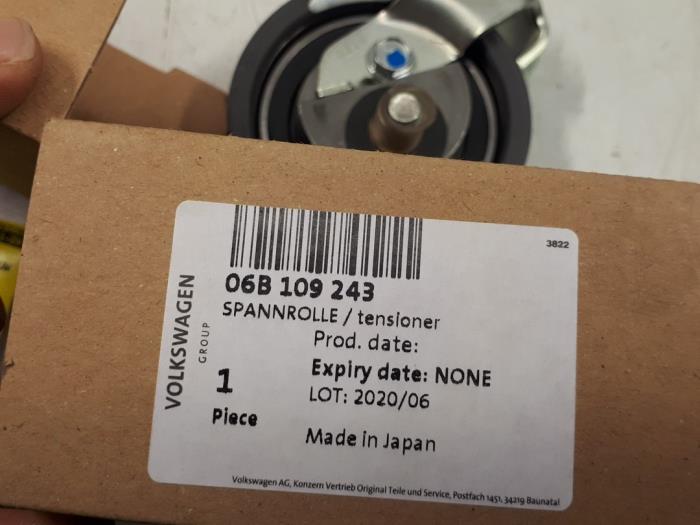 3822
06B 109 243
SPANNROLLE / tensioner
Prod. date:
Expiry date: NONE
LOT: 2020/06
1
Piece
Made in Japan
VOLKSWAGEN
GROUP
Volkswagen AG, Konzern Vertrieb Original Teile und Service, Postfach 1451, 34219 Baunatal